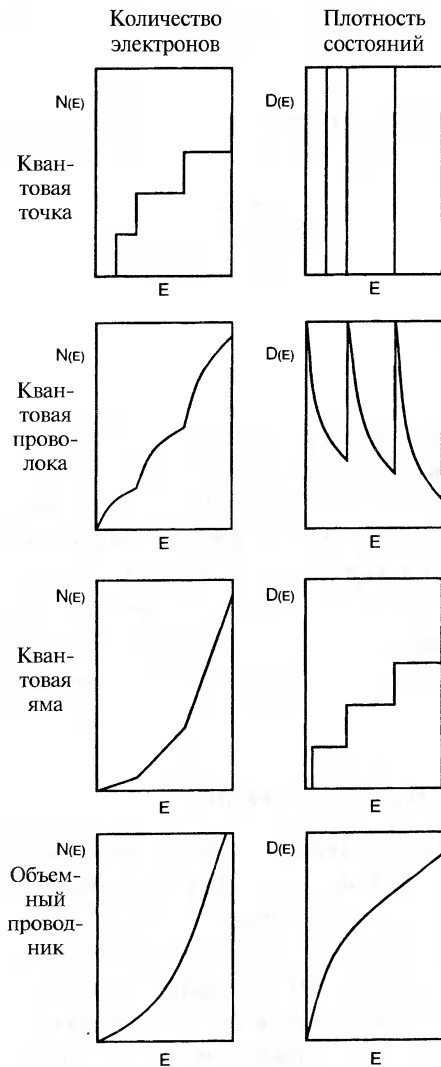 Количество
электронов
Плотность
состояний
N(E)
D(E)
Кван-
товая
точка
E
E
N(E)
D(E)
Кван-
товая
прово-
лока
E
E
N(E)
D(E)
Кван-
товая
яма
E
E
N(E)
D(E)
Объем-
ный
провод-
ник
E
E